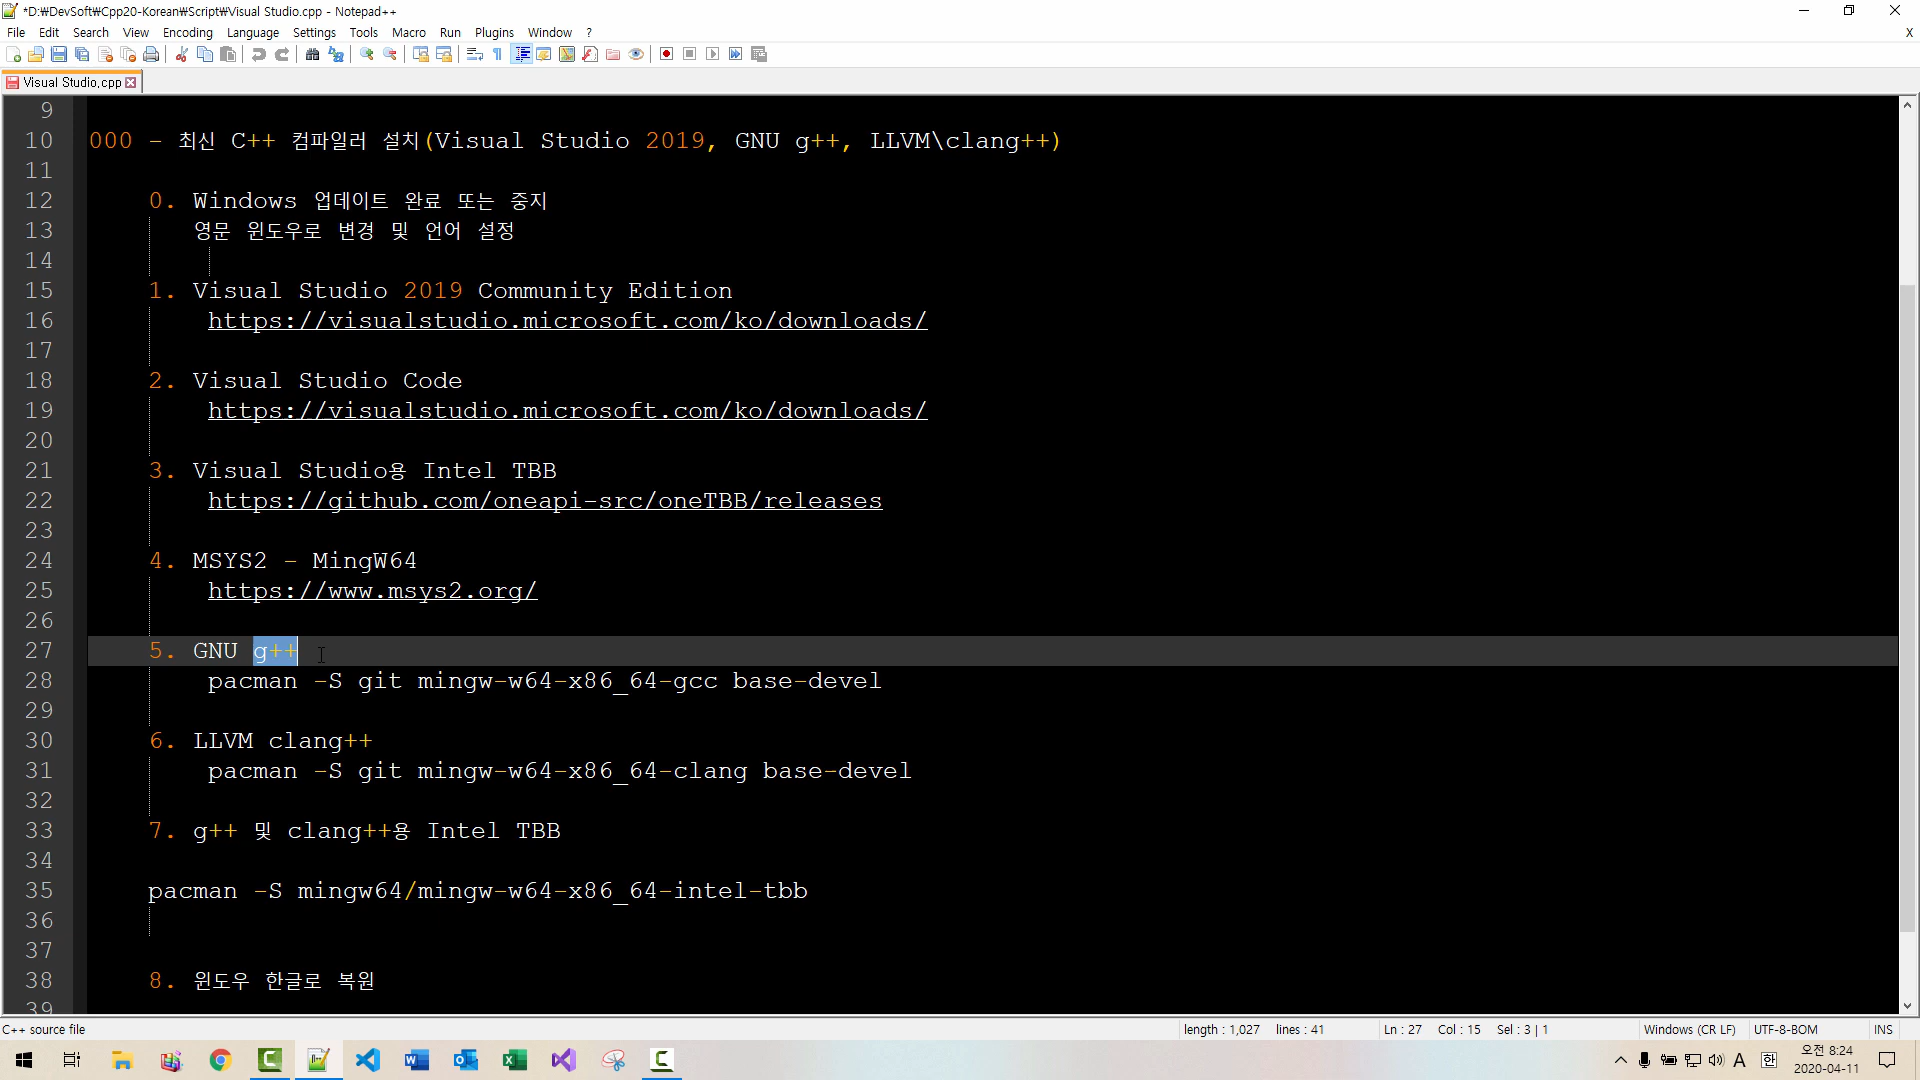 *D:₩DevSoft₩Cpp20-Korean₩Script₩Visual Studio.cpp - Notepad++
File Edit Search View Encoding Language Settings Tools Macro Run Plugins Window ? X
Visual Studio.cpp
9
10 000 - 최신 C++ 컴파일러 설치(Visual Studio 2019, GNU g++, LLVM\clang++)
11
12 0. Windows 업데이트 완료 또는 중지
13 영문 윈도우로 변경 및 언어 설정
14
15 1. Visual Studio 2019 Community Edition
16 https://visualstudio.microsoft.com/ko/downloads/
17
18 2. Visual Studio Code
19 https://visualstudio.microsoft.com/ko/downloads/
20
21 3. Visual Studio용 Intel TBB
22 https://github.com/oneapi-src/oneTBB/releases
23
24 4. MSYS2 - MingW64
25 https://www.msys2.org/
26
27 5. GNU g++
28 pacman -S git mingw-w64-x86_64-gcc base-devel
29
30 6. LLVM clang++
31 pacman -S git mingw-w64-x86_64-clang base-devel
32
33 7. g++ 및 clang++용 Intel TBB
34
35 pacman -S mingw64/mingw-w64-x86_64-intel-tbb
36
37
38 8. 윈도우 한글로 복원
39
C++ source file length : 1,027 lines : 41 Ln : 27 Col : 15 Sel : 3 | 1 Windows (CR LF) UTF-8-BOM INS
A 한 오전 8:24
2020-04-11